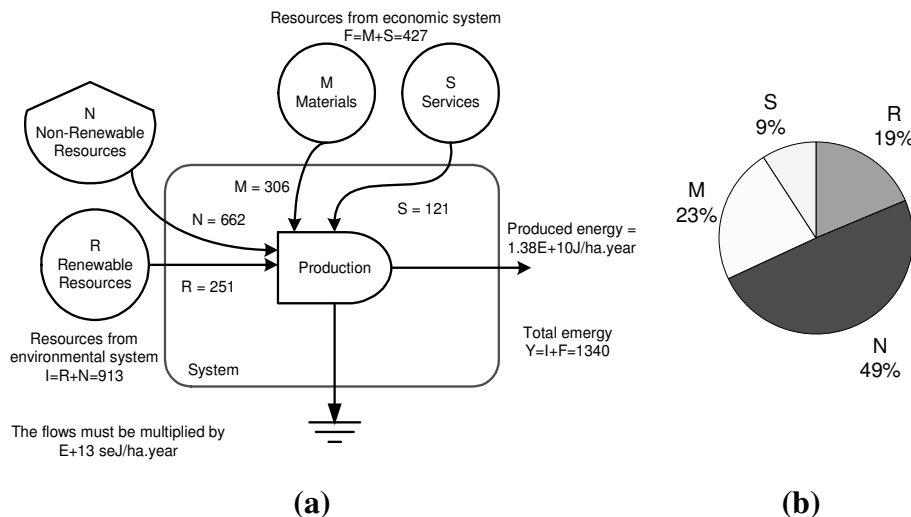 Resources from economic system
F=M+S=427
M
Materials
S
Services
N
Non-Renewable
Resources
M = 306
S = 121
N = 662
R
Renewable
Resources
R = 251
Production
Produced energy =
1.38E+10J/ha.year
Resources from
environmental system
I=R+N=913
System
Total emergy
Y=I+F=1340
The flows must be multiplied by
E+13 seJ/ha.year
(a)
S
9%
R
19%
M
23%
N
49%
(b)